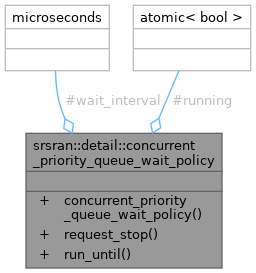 microseconds
atomic< bool >
#wait_interval
#running
srsran::detail::concurrent
_priority_queue_wait_policy
+ concurrent_priority
_queue_wait_policy()
+ request_stop()
+ run_until()